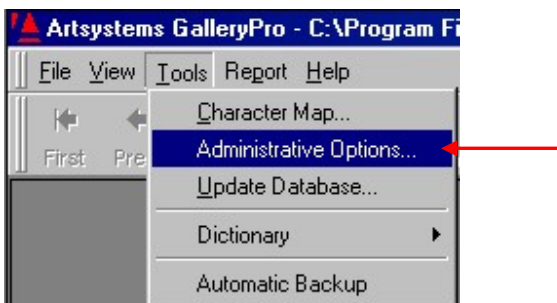 Artsystems GalleryPro - C:\Program Fi
File View Tools Report Help
Character Map...
Administrative Options...
Update Database...
Dictionary
Automatic Backup
First Pre